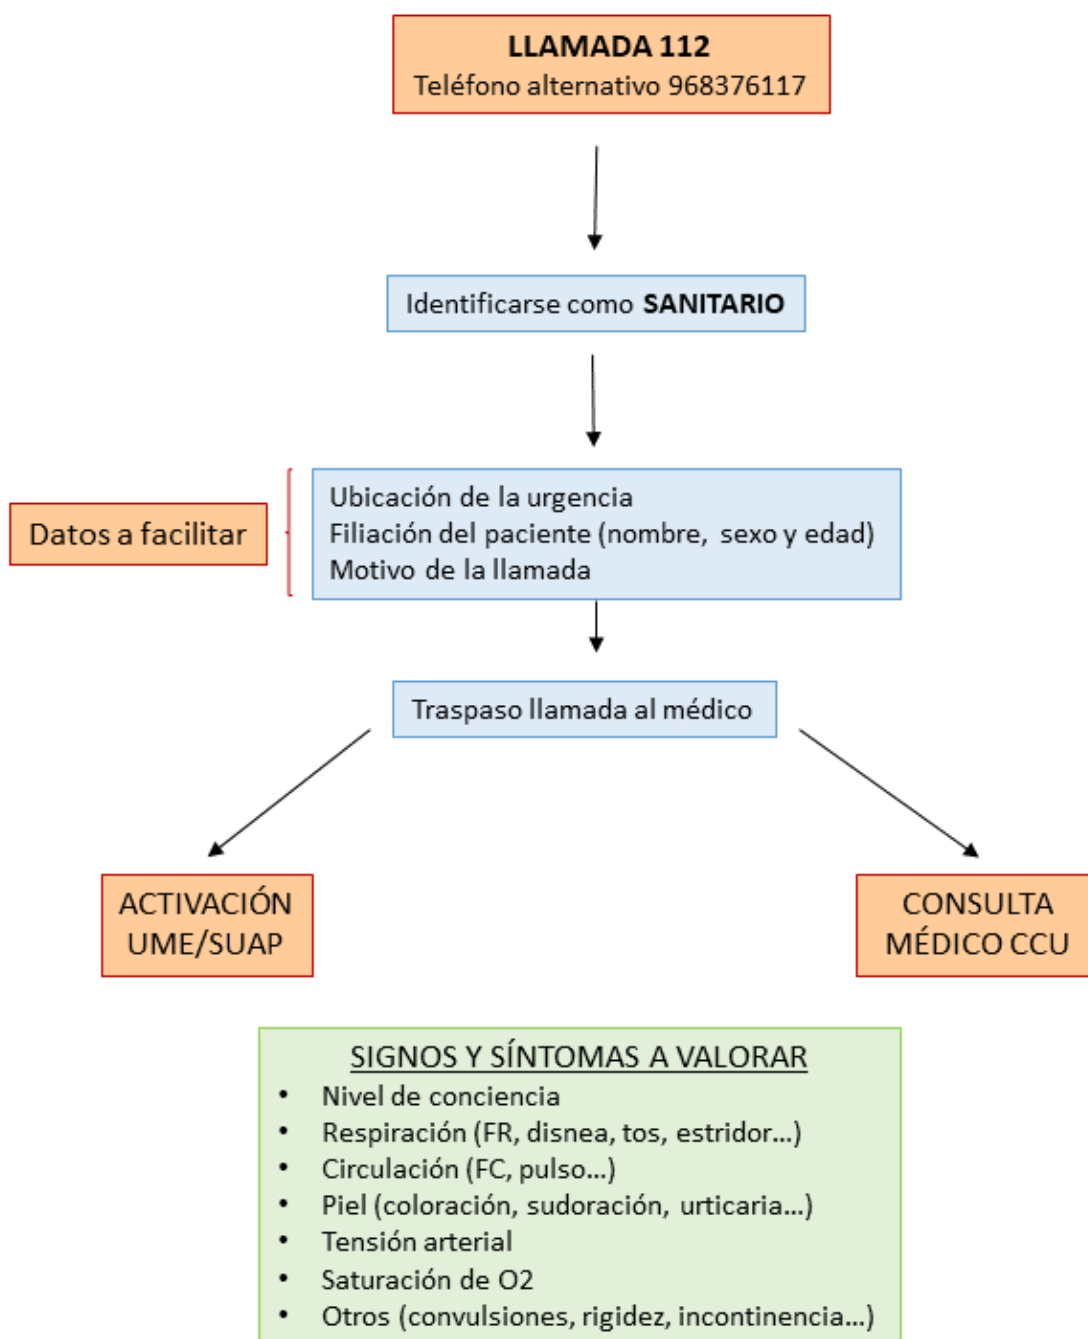 LLAMADA 112
Teléfono alternativo 968376117
Identificarse como SANITARIO
Datos a facilitar
Ubicación de la urgencia
Filiación del paciente (nombre, sexo y edad)
Motivo de la llamada
Traspaso llamada al médico
ACTIVACIÓN
UME/SUAP
CONSULTA
MÉDICO CCU
SIGNOS Y SÍNTOMAS A VALORAR
• Nivel de conciencia
• Respiración (FR, disnea, tos, estridor...)
• Circulación (FC, pulso...)
• Piel (coloración, sudoración, urticaria...)
• Tensión arterial
• Saturación de O2
• Otros (convulsiones, rigidez, incontinencia...)